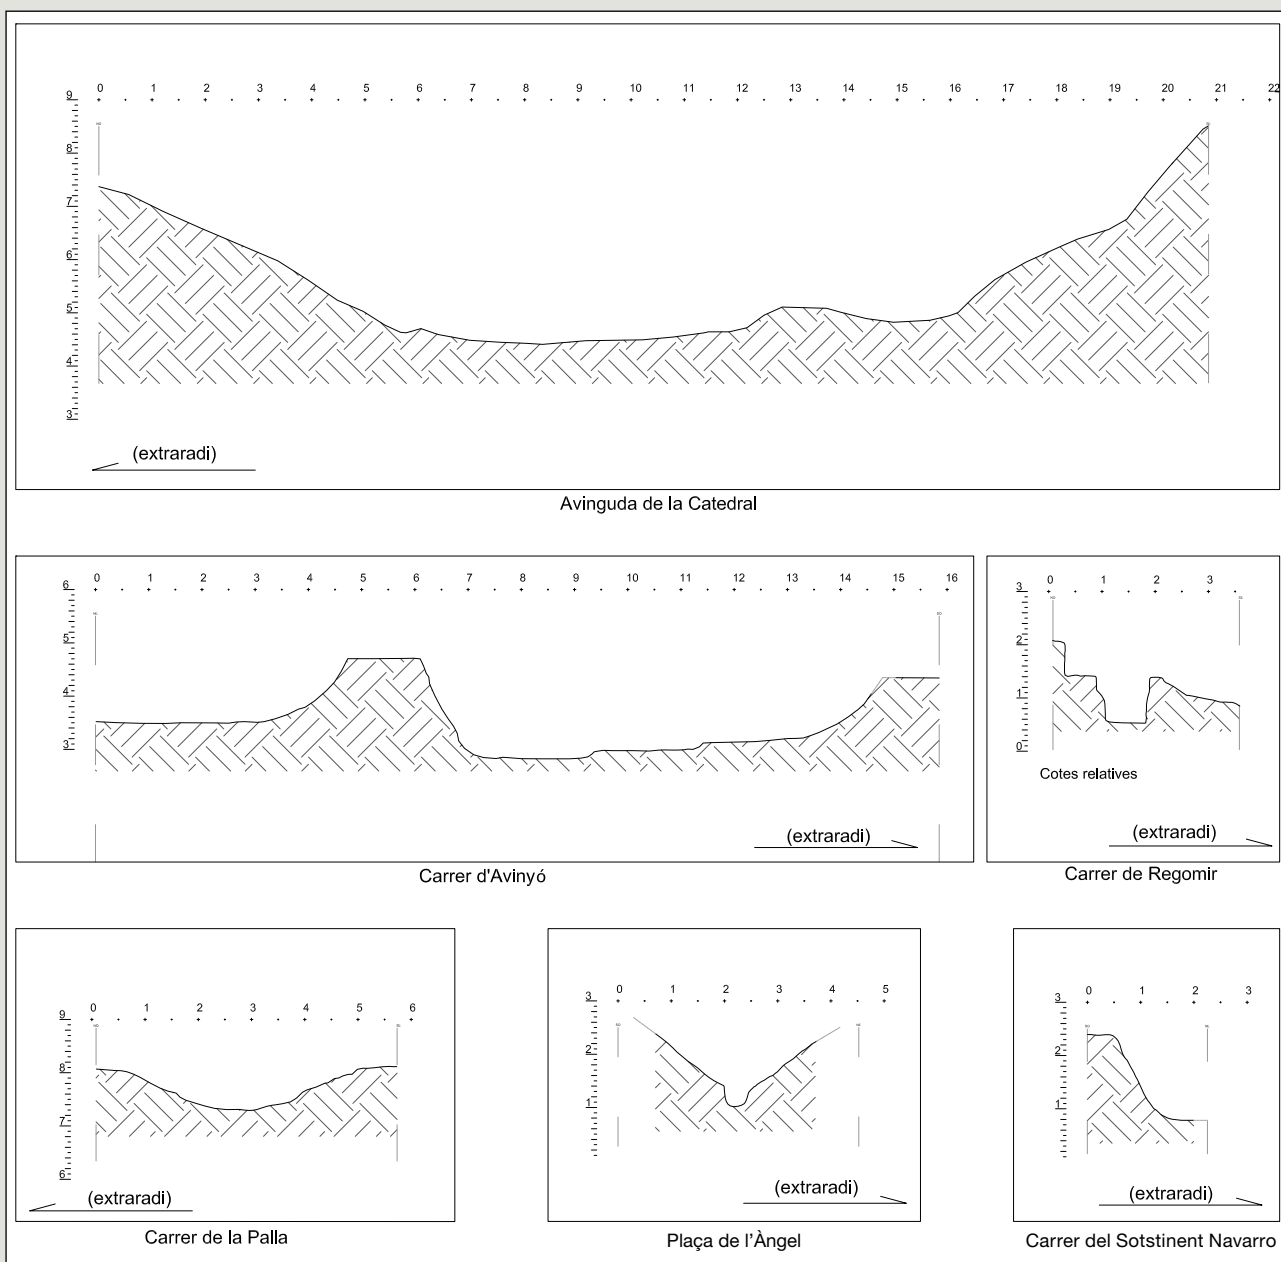 0 1 2 3 4 5 6 7 8 9 10 11 12 13 14 15 16 17 18 19 20 21 22
9
8
7
6
5
4
3
(extraradi)
Avinguda de la Catedral
0 1 2 3 4 5 6 7 8 9 10 11 12 13 14 15 16
6
5
4
3
(extraradi)
Carrer d'Avinyó
0 1 2 3
3
2
1
0
Cotes relatives
(extraradi)
Carrer de Regomir
0 1 2 3 4 5 6
9
8
7
6
(extraradi)
Carrer de la Palla
0 1 2 3 4 5
3
2
1
(extraradi)
Plaça de l'Àngel
0 1 2 3
3
2
1
(extraradi)
Carrer del Sotstinent Navarro